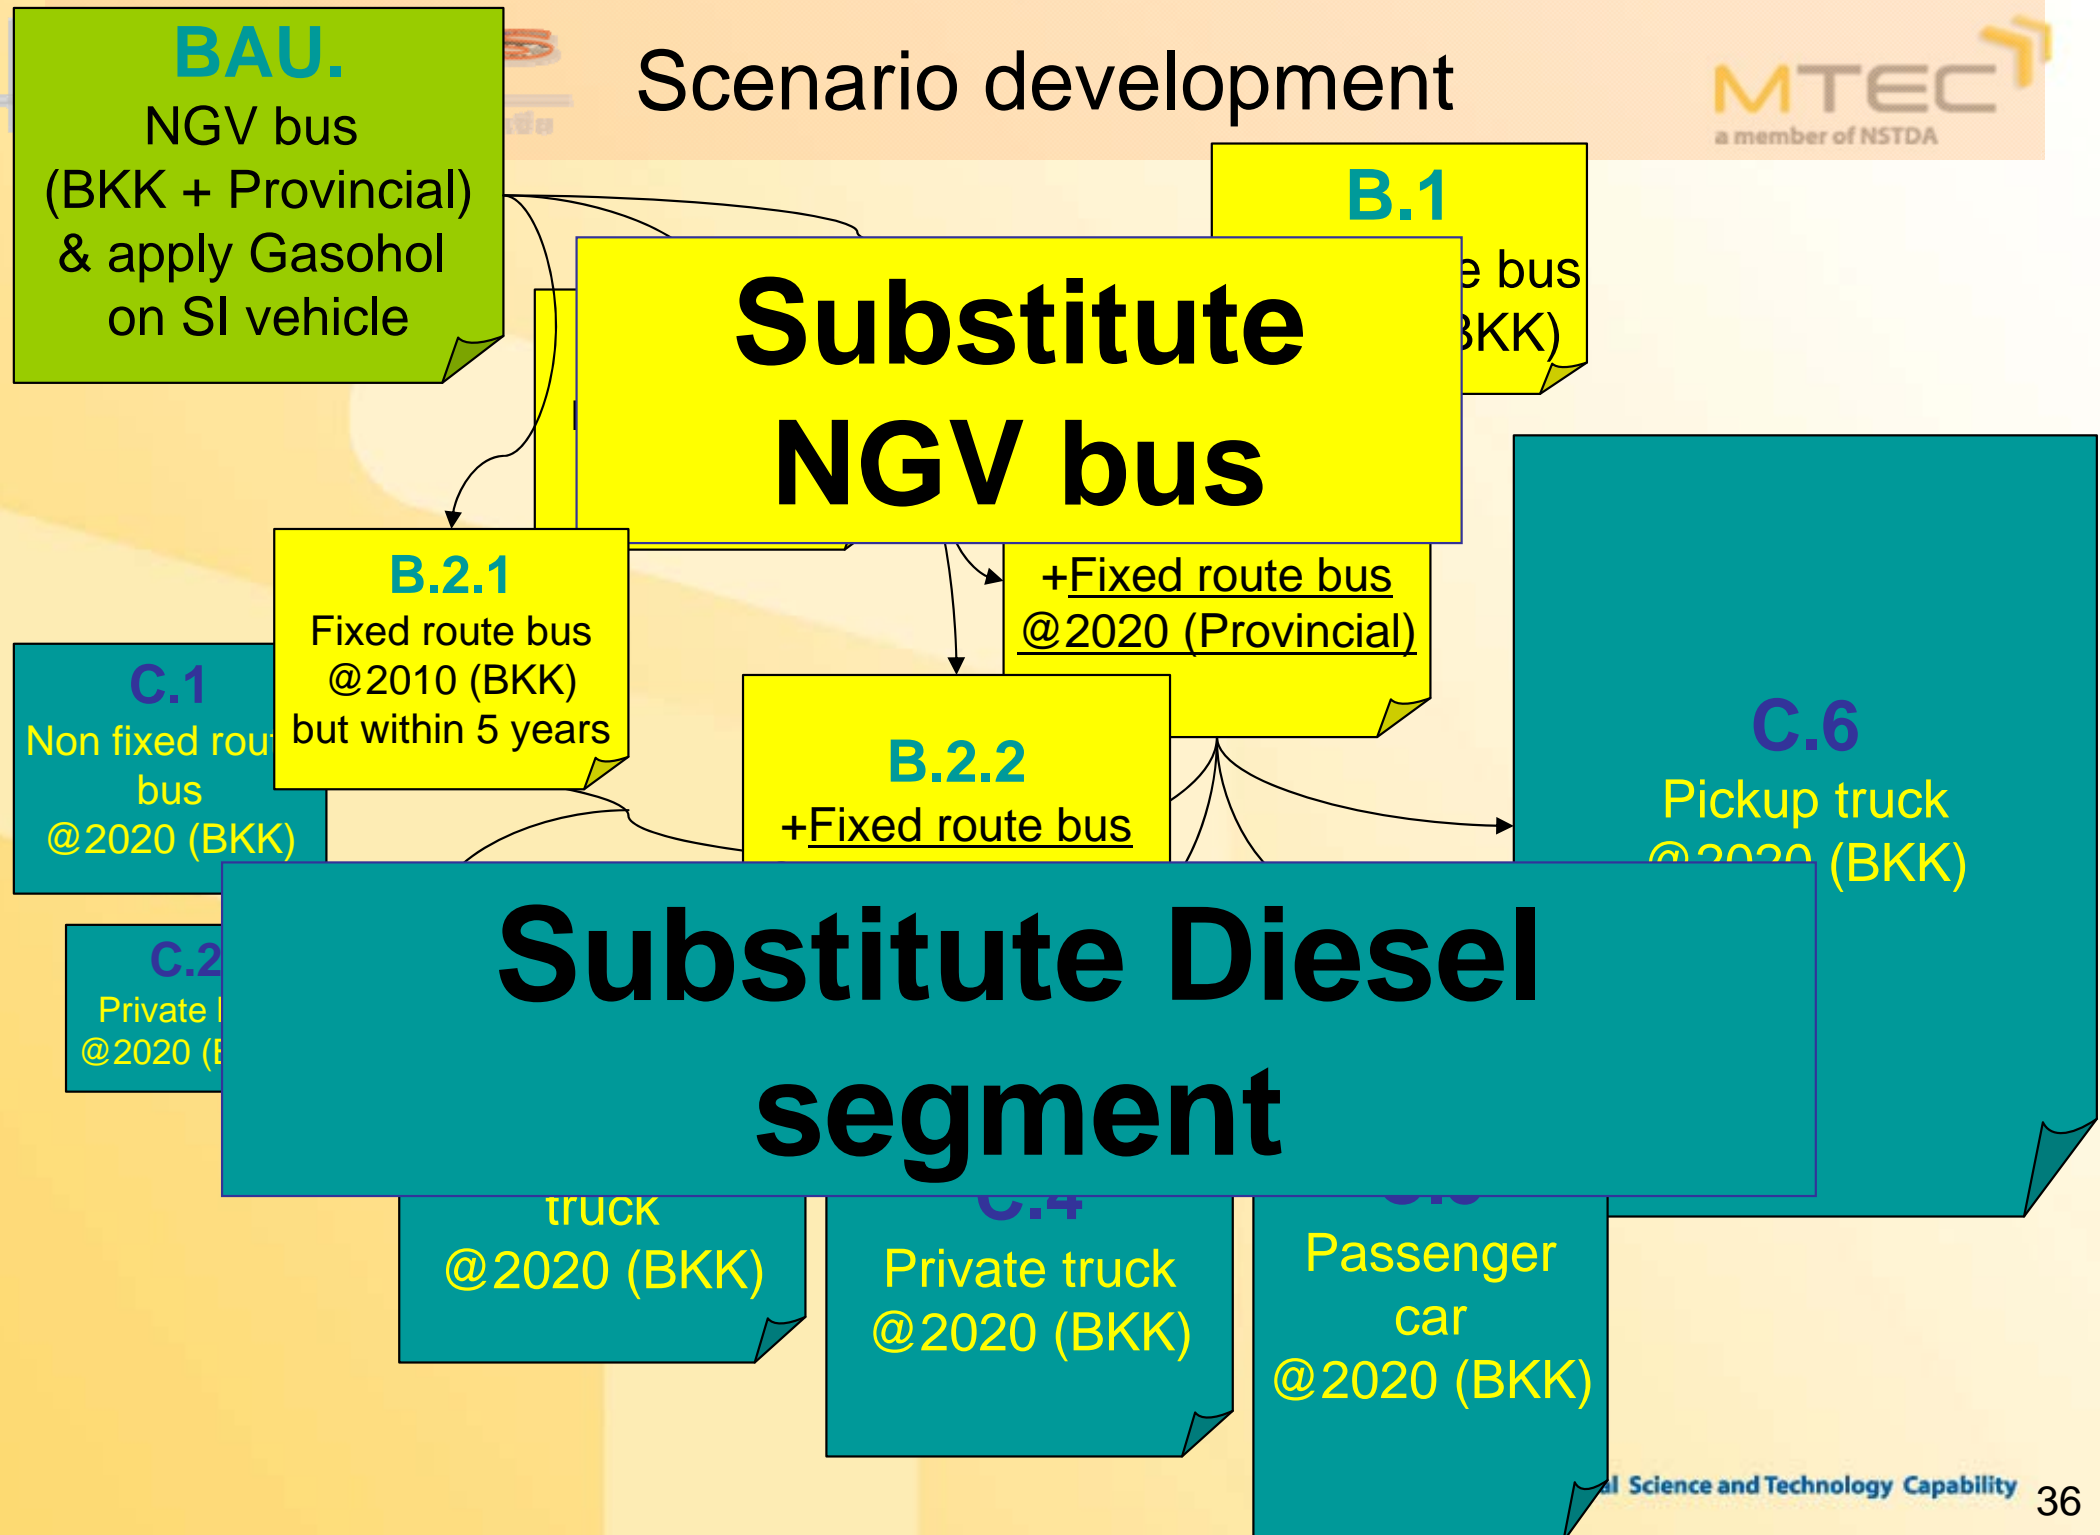 BAU.
NGV bus
(BKK + Provincial)
& apply Gasohol
on SI vehicle
Scenario development
MTEC
a member of NSTDA
B.1
bus
Substitute
NGV bus
B.2.1
Fixed route bus
@2010 (BKK)
but within 5 years
+Fixed route bus
@2020 (Provincial)
C.1
Non fixed
bus
@2020 (BKK)
B.2.2
+Fixed route bus
C.6
Pickup truck
@2020 (BKK)
C.2
Private
@2020
Substitute Diesel
segment
truck
@2020 (BKK)
C.4
Private truck
@2020 (BKK)
Passenger
car
@2020 (BKK)
Science and Technology Capability
36